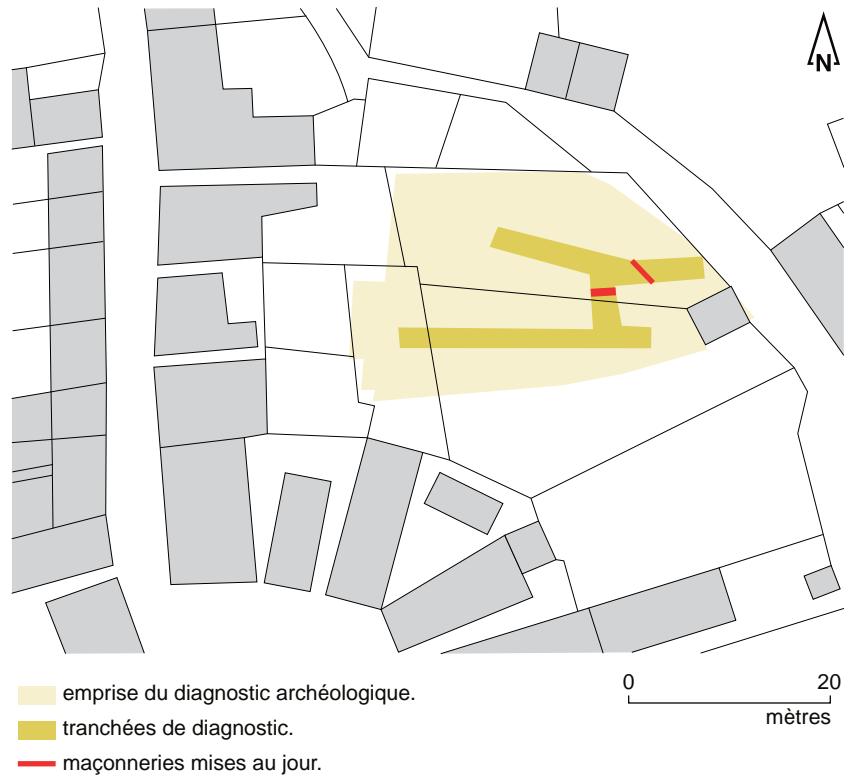 N
emprise du diagnostic archéologique.
tranchées de diagnostic.
maçonneries mises au jour.
0 20
mètres